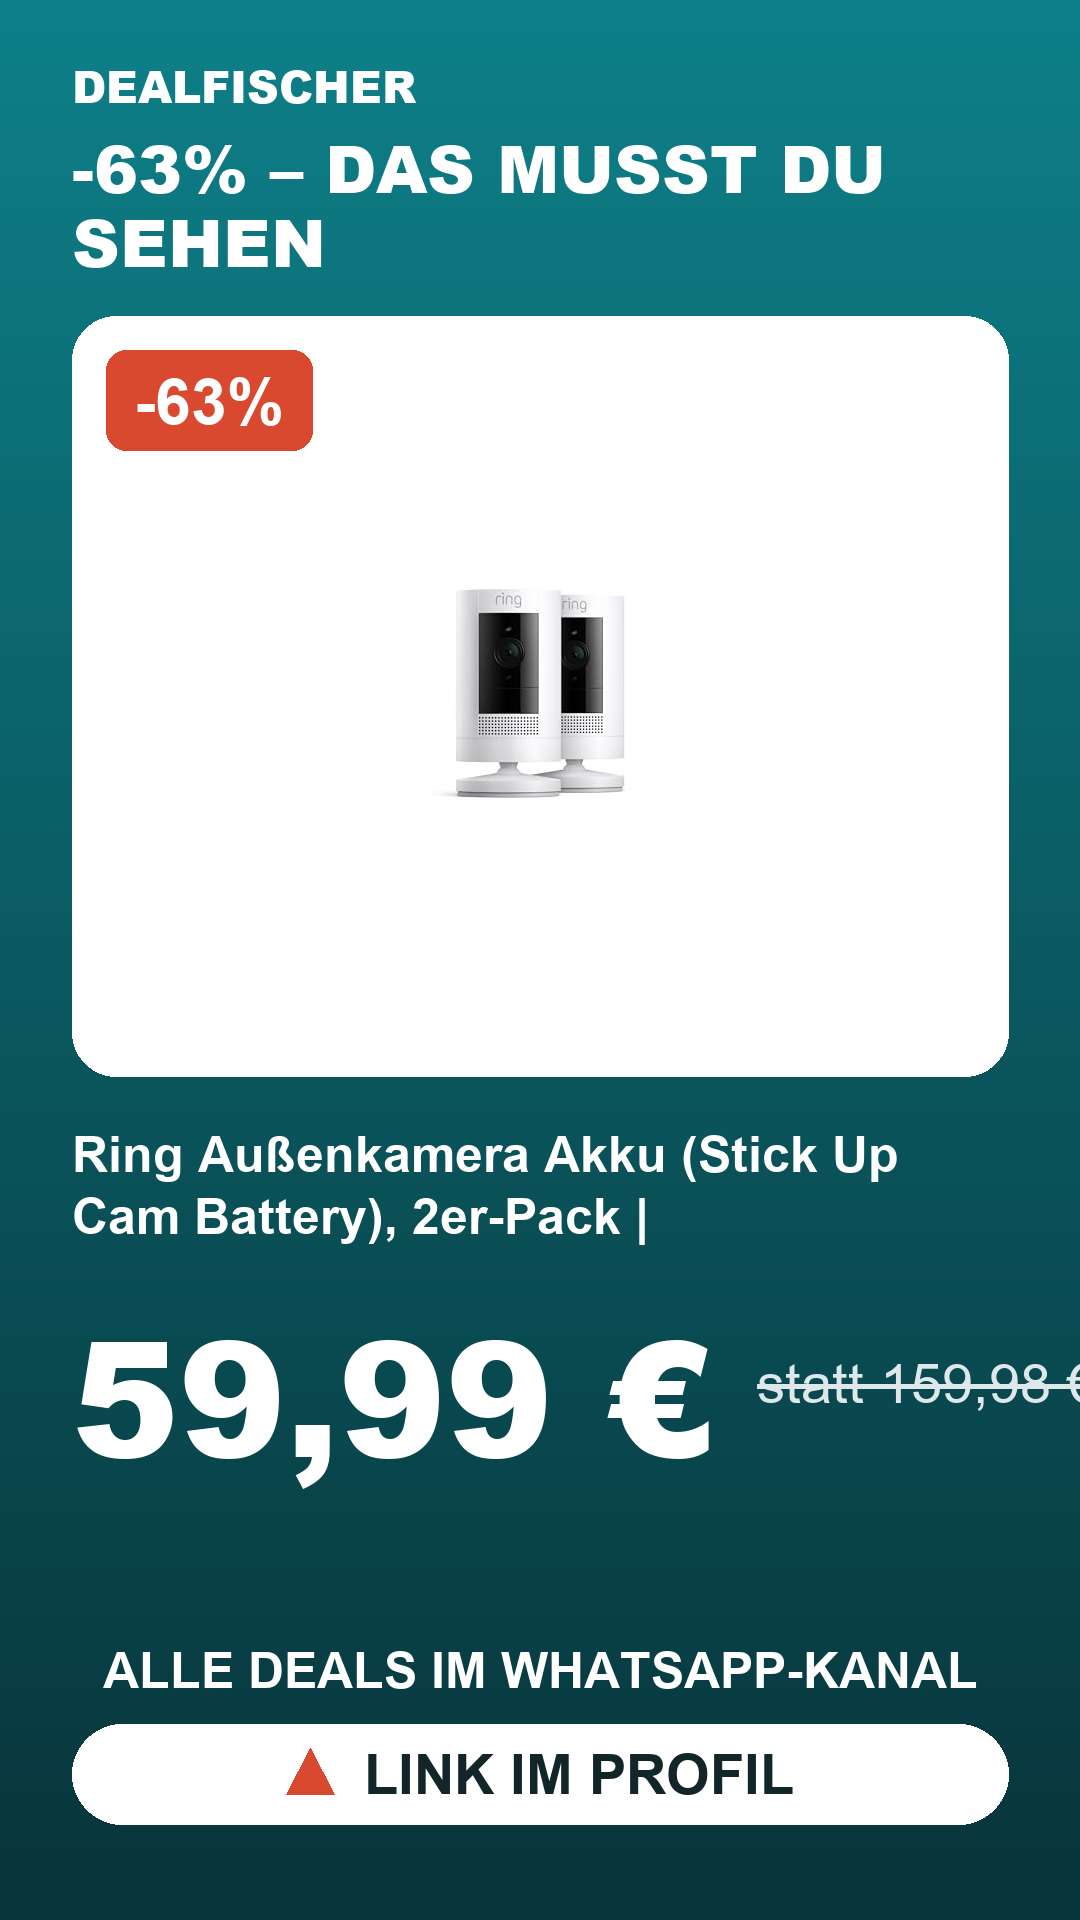 DEALFISCHER
-63% – DAS MUSST DU
SEHEN
-63%
ring
ring
Ring Außenkamera Akku (Stick Up
Cam Battery), 2er-Pack |
59,99 €
statt 159,98 €
ALLE DEALS IM WHATSAPP-KANAL
LINK IM PROFIL